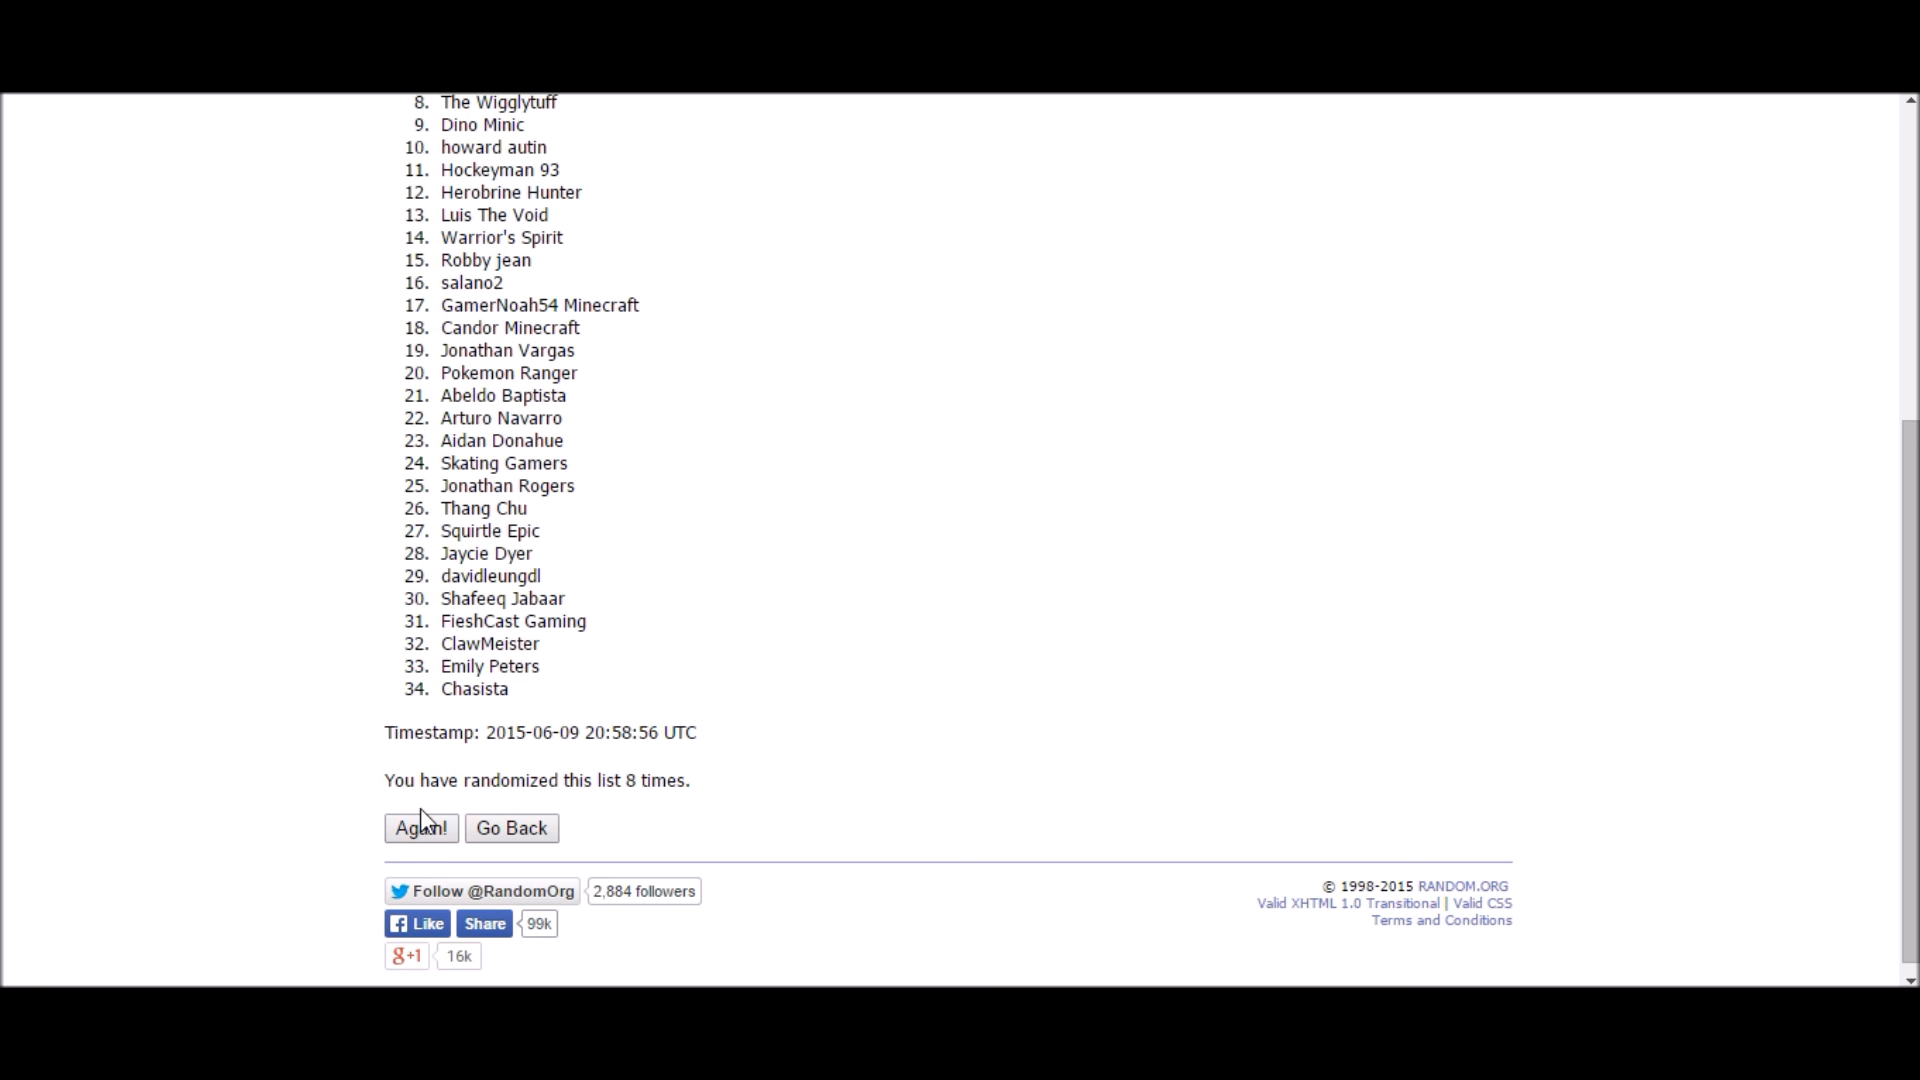 8. The Wigglytuff
9. Dino Minic
10. howard autin
11. Hockeyman 93
12. Herobrine Hunter
13. Luis The Void
14. Warrior's Spirit
15. Robby jean
16. salano2
17. GamerNoah54 Minecraft
18. Candor Minecraft
19. Jonathan Vargas
20. Pokemon Ranger
21. Abeldo Baptista
22. Arturo Navarro
23. Aidan Donahue
24. Skating Gamers
25. Jonathan Rogers
26. Thang Chu
27. Squirtle Epic
28. Jaycie Dyer
29. davidleungdl
30. Shafeeq Jabaar
31. FieshCast Gaming
32. ClawMeister
33. Emily Peters
34. Chasista
Timestamp: 2015-06-09 20:58:56 UTC
You have randomized this list 8 times.
Again! Go Back
Follow @RandomOrg 2,884 followers
Like Share 99k
g+1 16k
© 1998-2015 RANDOM.ORG
Valid XHTML 1.0 Transitional | Valid CSS
Terms and Conditions